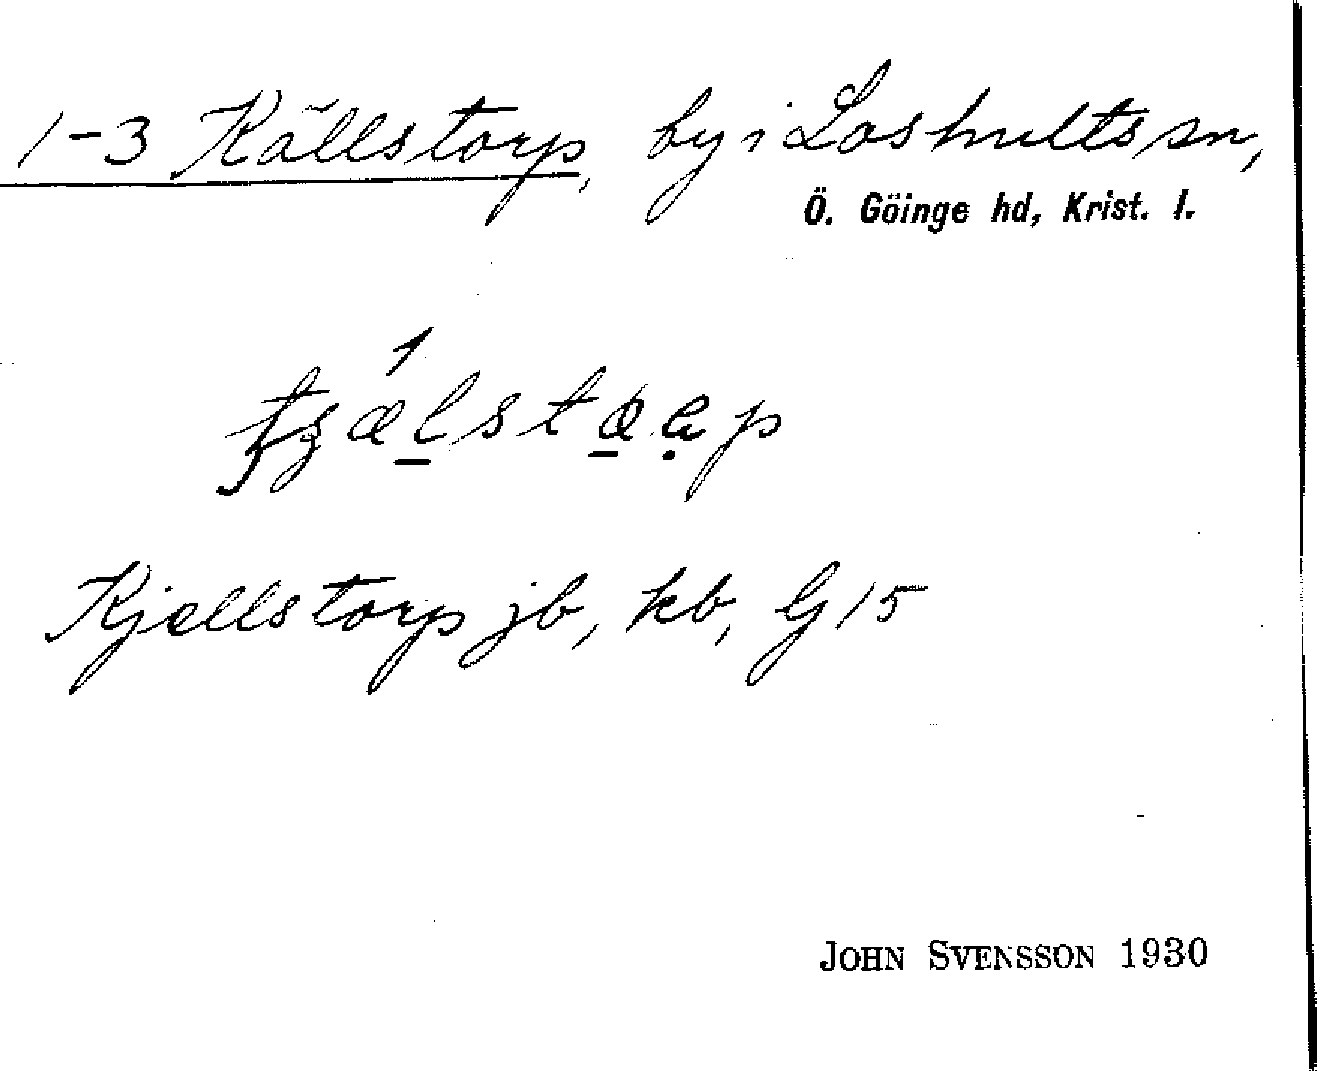 1-3 Källstorp, by i Loshults sn,
Ö. Göinge hd, Krist. l.
Kjellstorp jb, kb, G 15
JOHN SVENSSON 1930